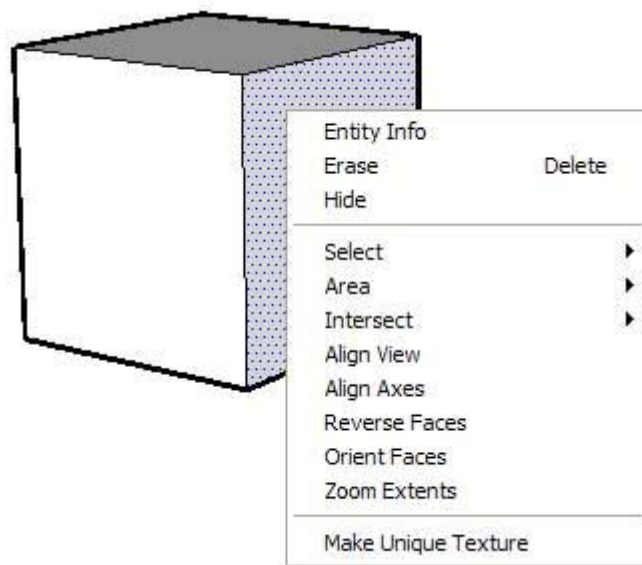 Entity Info
Erase Delete
Hide
Select
Area
Intersect
Align View
Align Axes
Reverse Faces
Orient Faces
Zoom Extents
Make Unique Texture